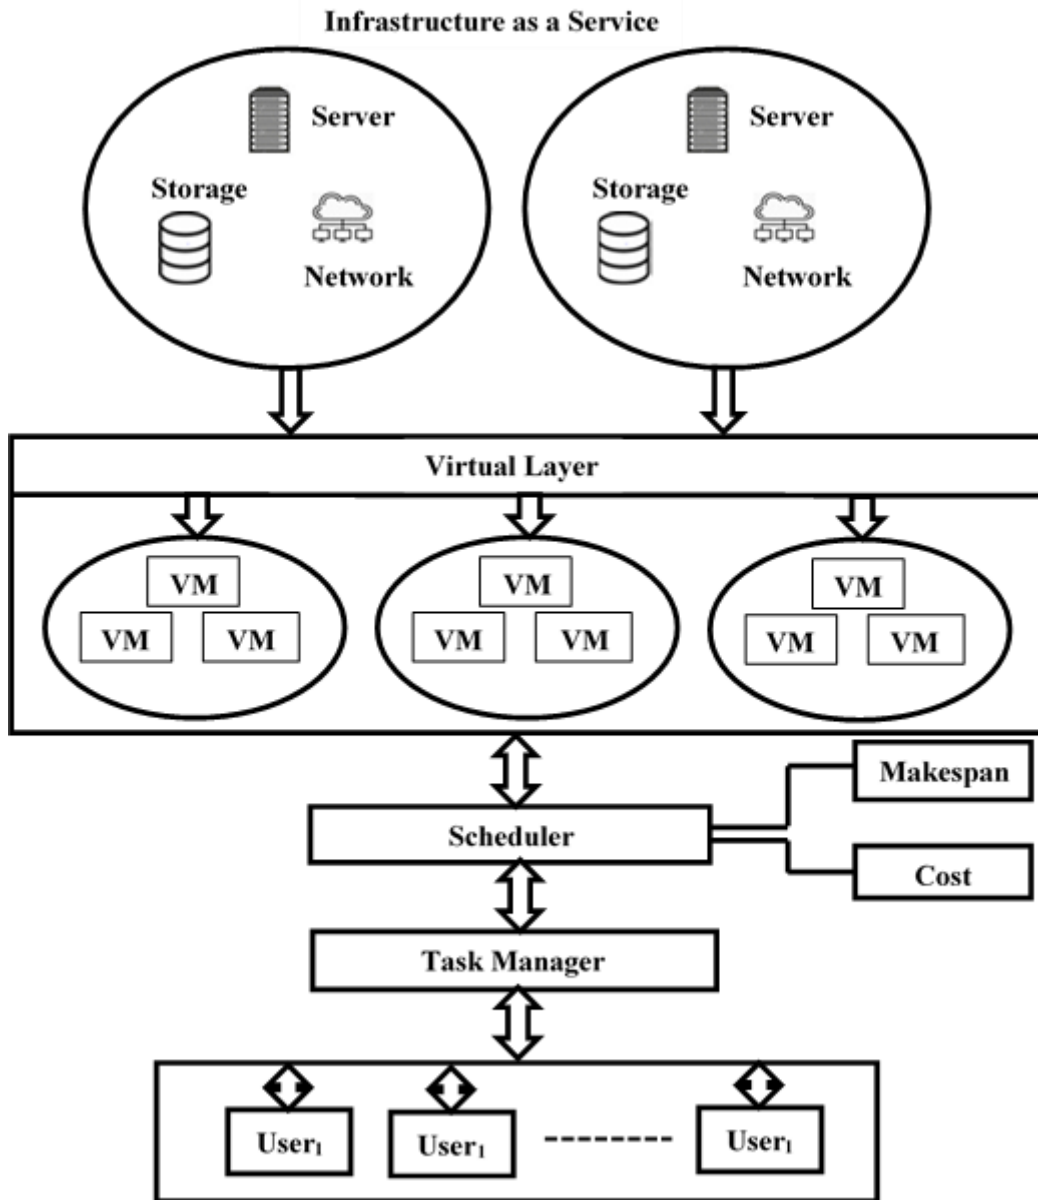 Infrastructure as a Service
Server
Server
Storage
Storage
Network
Network
Virtual Layer
VM
VM
VM
VM VM
VM VM
VM VM
Makespan
Scheduler
Cost
Task Manager
User₁
User₁
User₁